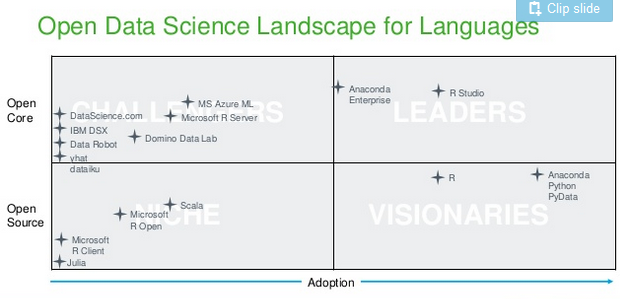 Clip slide
Open Data Science Landscape for Languages
Open
Core
CHALLENGERS
LEADERS
MS Azure ML
DataScience.com
Microsoft R Server
IBM DSX
Domino Data Lab
Data Robot
yhat
dataiku
Anaconda
Enterprise
R Studio
Open
Source
NICHE
VISIONARIES
Scala
Microsoft
R Open
Microsoft
R Client
Julia
R
Anaconda
Python
PyData
Adoption